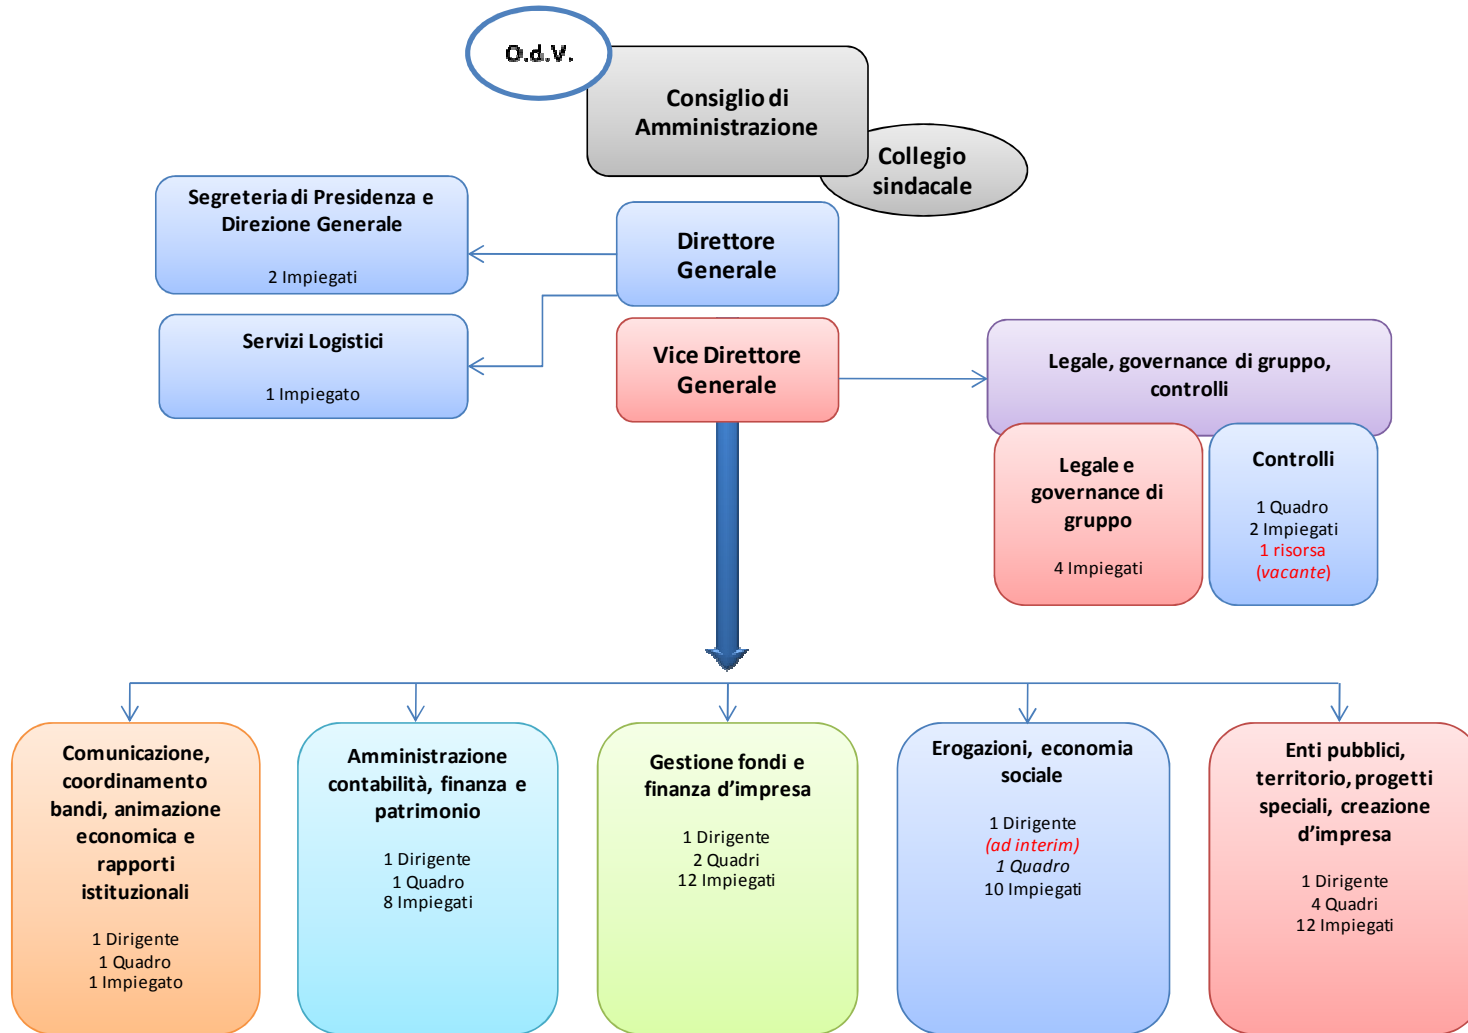 O.d.V.
Consiglio di
Amministrazione
Collegio
sindacale
Segreteria di Presidenza e
Direzione Generale
2 Impiegati
Direttore
Generale
Servizi Logistici
1 Impiegato
Vice Direttore
Generale
Legale, governance di gruppo,
controlli
Legale e
governance di
gruppo
4 Impiegati
Controlli
1 Quadro
2 Impiegati
1 risorsa
(vacante)
Comunicazione,
coordinamento
bandi, animazione
economica e
rapporti
istituzionali
1 Dirigente
1 Quadro
1 Impiegato
Amministrazione
contabilità, finanza e
patrimonio
1 Dirigente
1 Quadro
8 Impiegati
Gestione fondi e
finanza d'impresa
1 Dirigente
2 Quadri
12 Impiegati
Erogazioni, economia
sociale
1 Dirigente
(ad interim)
1 Quadro
10 Impiegati
Enti pubblici,
territorio, progetti
speciali, creazione
d'impresa
1 Dirigente
4 Quadri
12 Impiegati